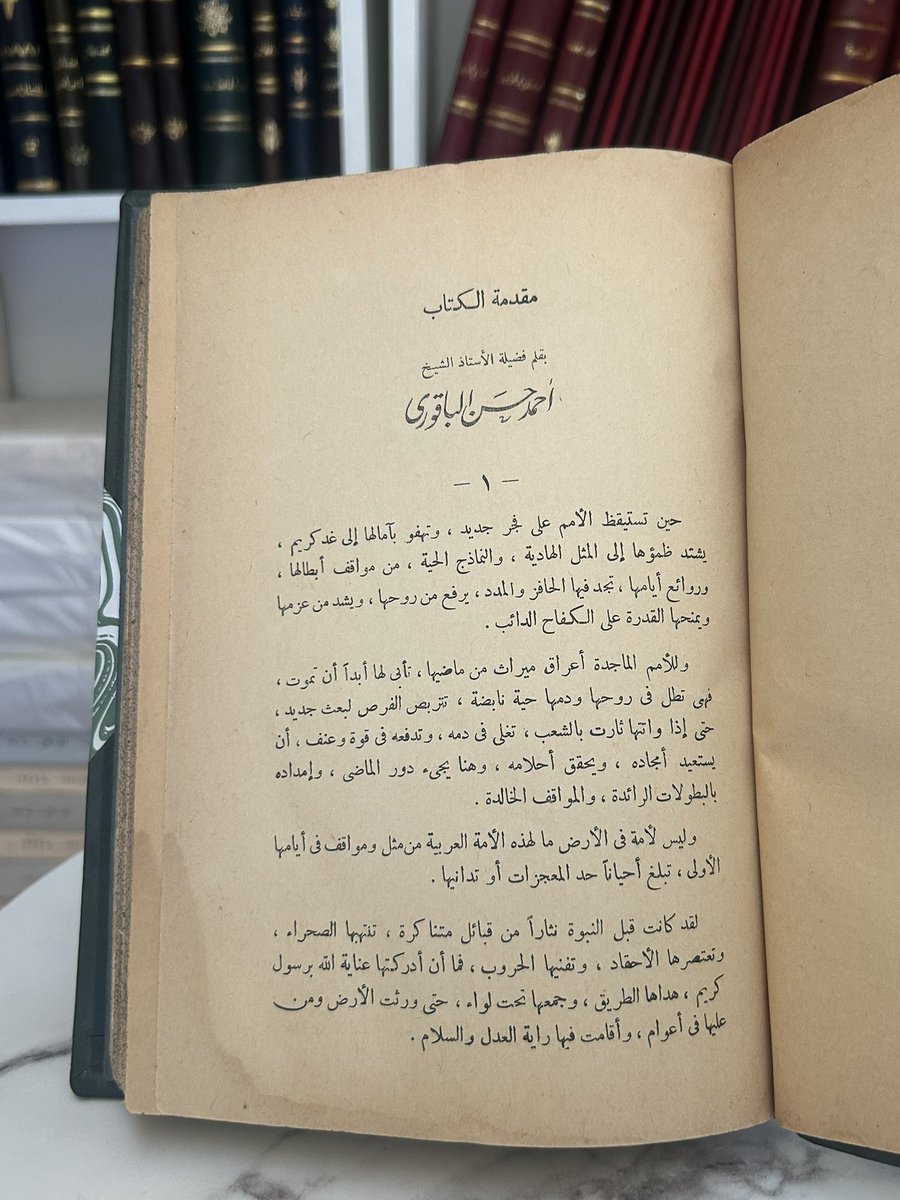 مقدمة الكتاب
بقلم فضيلة الأستاذ الشيخ
أحمد حسن الباقورى
— ١ —
حين تستيقظ الأمم على فجر جديد ، وتهفو بآمالها إلى غد كريم ،
يشتد ظمؤها إلى المثل الهادية ، والنماذج الحية ، من مواقف أبطالها ،
وروائع أيامها ، تجد فيها الحافز والمدد ، يرفع من روحها ، ويشد من عزمها
ويمنحها القدرة على الكفاح الدائب .
وللأمم الماجدة أعراق ميراث من ماضيها ، تأبى لها أبداً أن تموت ،
فهى تطل فى روحها ودمها حية نابضة ، تتربص الفرص لبعث جديد ،
حتى إذا واتتها ثارت بالشعب ، تغلى فى دمه ، وتدفعه فى قوة وعنف ، أن
يستعيد أمجاده ، ويحقق أحلامه ، وهنا يجىء دور الماضى ، وإمداده
بالبطولات الرائدة ، والمواقف الخالدة .
وليس لأمة فى الأرض ما لهذه الأمة العربية من مثل ومواقف فى أيامها
الأولى ، تبلغ أحياناً حد المعجزات أو تدانيها .
لقد كانت قبل النبوة نثاراً من قبائل متناكرة ، تنتهبها الصحراء ،
وتعتصرها الأحقاد ، وتفنيها الحروب ، فما أن أدركتها عناية الله برسول
كريم ، هداها الطريق ، وجمعها تحت لواء ، حتى ورثت الأرض ومن
عليها فى أعوام ، وأقامت فيها راية العدل والسلام .